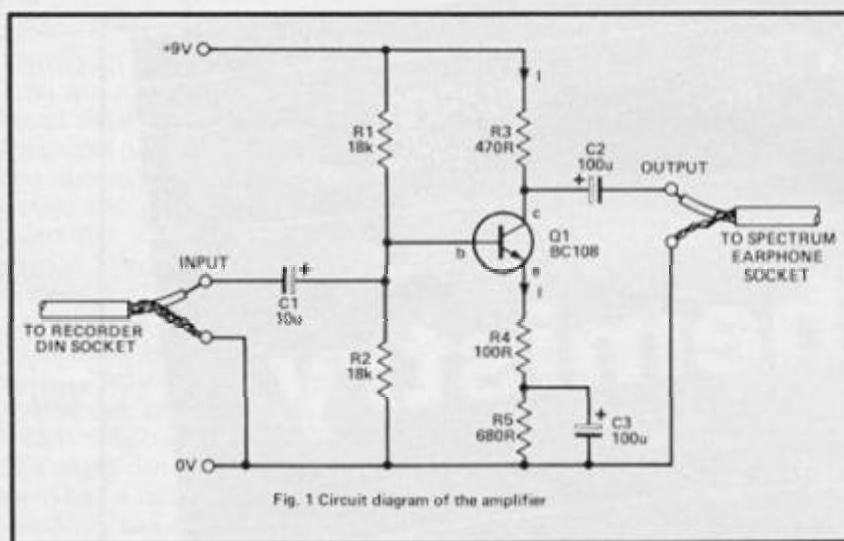 +9V
I
R1
18k
R3
470R
C2
100u
+
OUTPUT
c
Q1
BC108
b
e
TO SPECTRUM
EARPHONE
SOCKET
INPUT
+
C1
10u
I
TO RECORDER
DIN SOCKET
R4
100R
R2
18k
R5
680R
+
C3
100u
0V
Fig. 1 Circuit diagram of the amplifier